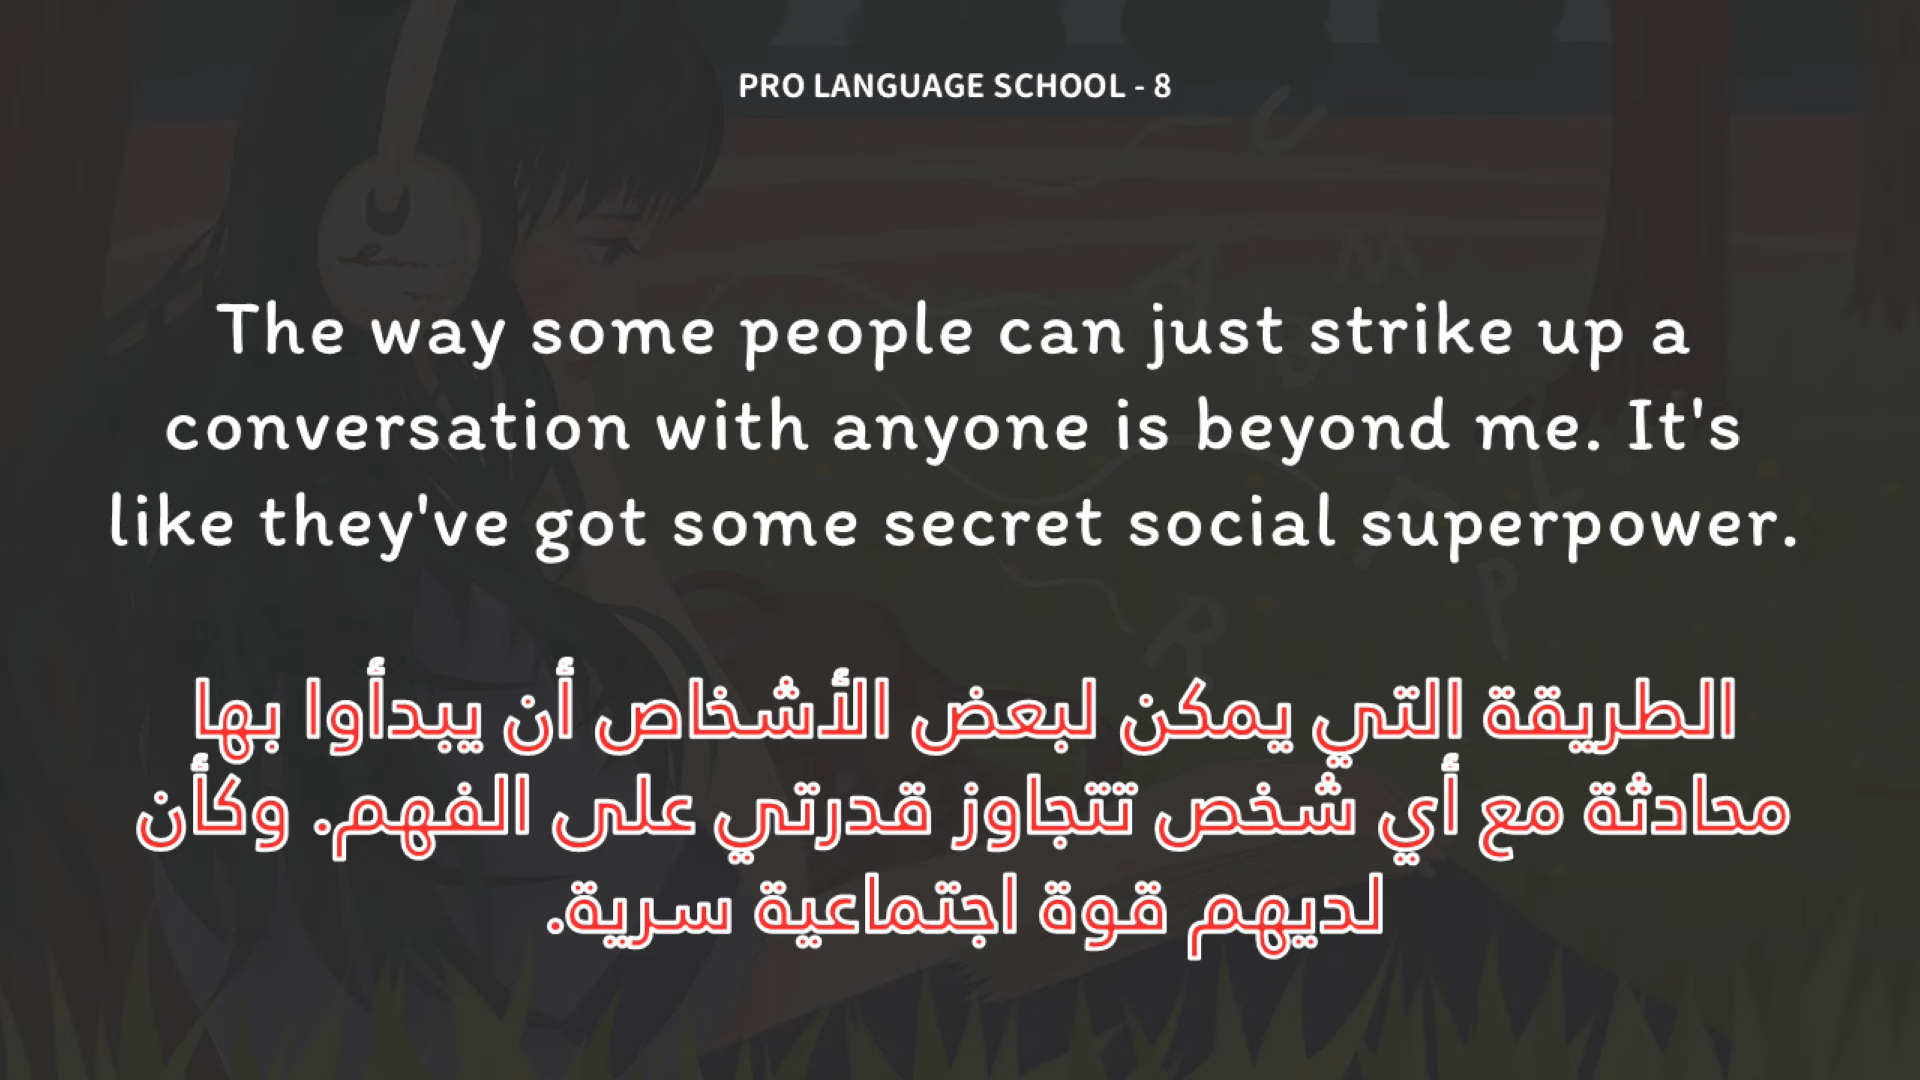 PRO LANGUAGE SCHOOL - 8
The way some people can just strike up a
conversation with anyone is beyond me. It's
like they've got some secret social superpower.
الطريقة التي يمكن لبعض الأشخاص أن يبدأوا بها
محادثة مع أي شخص تتجاوز قدرتي على الفهم. وكأن
لديهم قوة اجتماعية سرية.